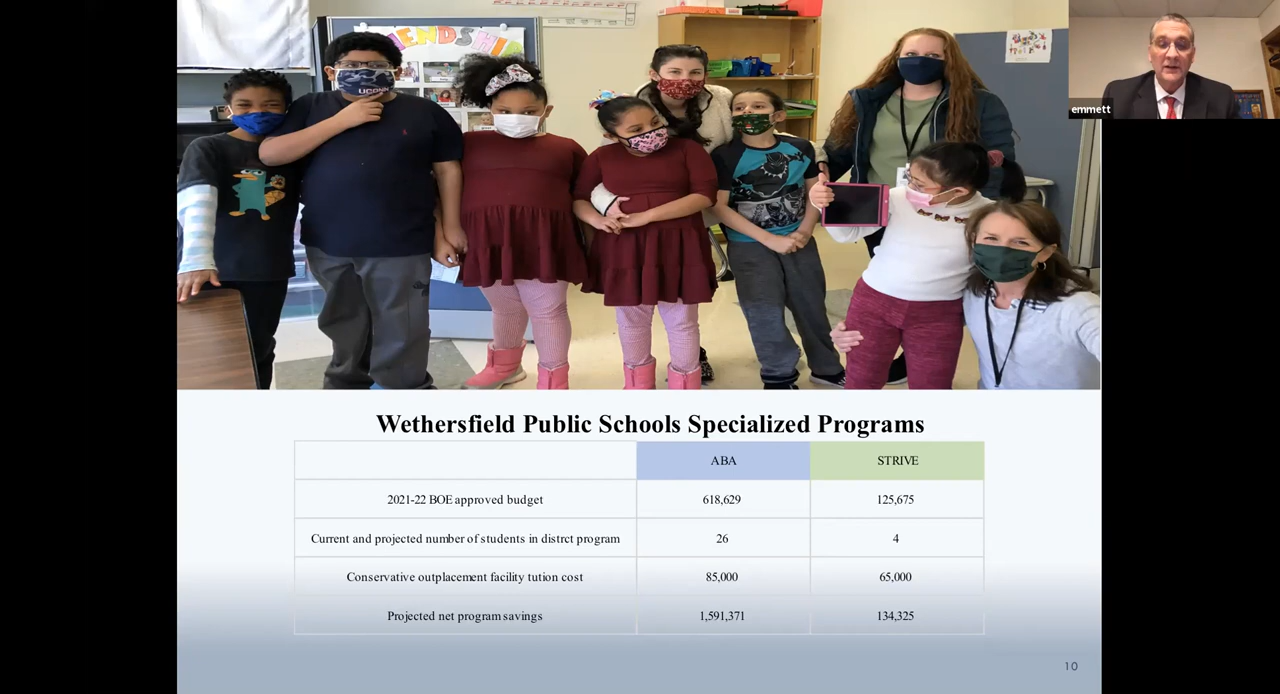 FRIENDSHIP
UCONN
emmett
Wethersfield Public Schools Specialized Programs
ABA STRIVE
2021-22 BOE approved budget 618,629 125,675
Current and projected number of students in distrct program 26 4
Conservative outplacement facility tution cost 85,000 65,000
Projected net program savings 1,591,371 134,325
10